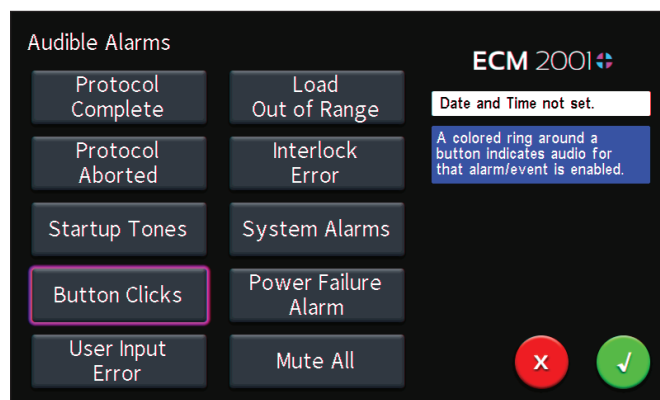 Audible Alarms
Protocol
Complete
Load
Out of Range
Protocol
Aborted
Interlock
Error
Startup Tones
System Alarms
Button Clicks
Power Failure
Alarm
User Input
Error
Mute All
ECM 2001
Date and Time not set.
A colored ring around a
button indicates audio for
that alarm/event is enabled.
X
√